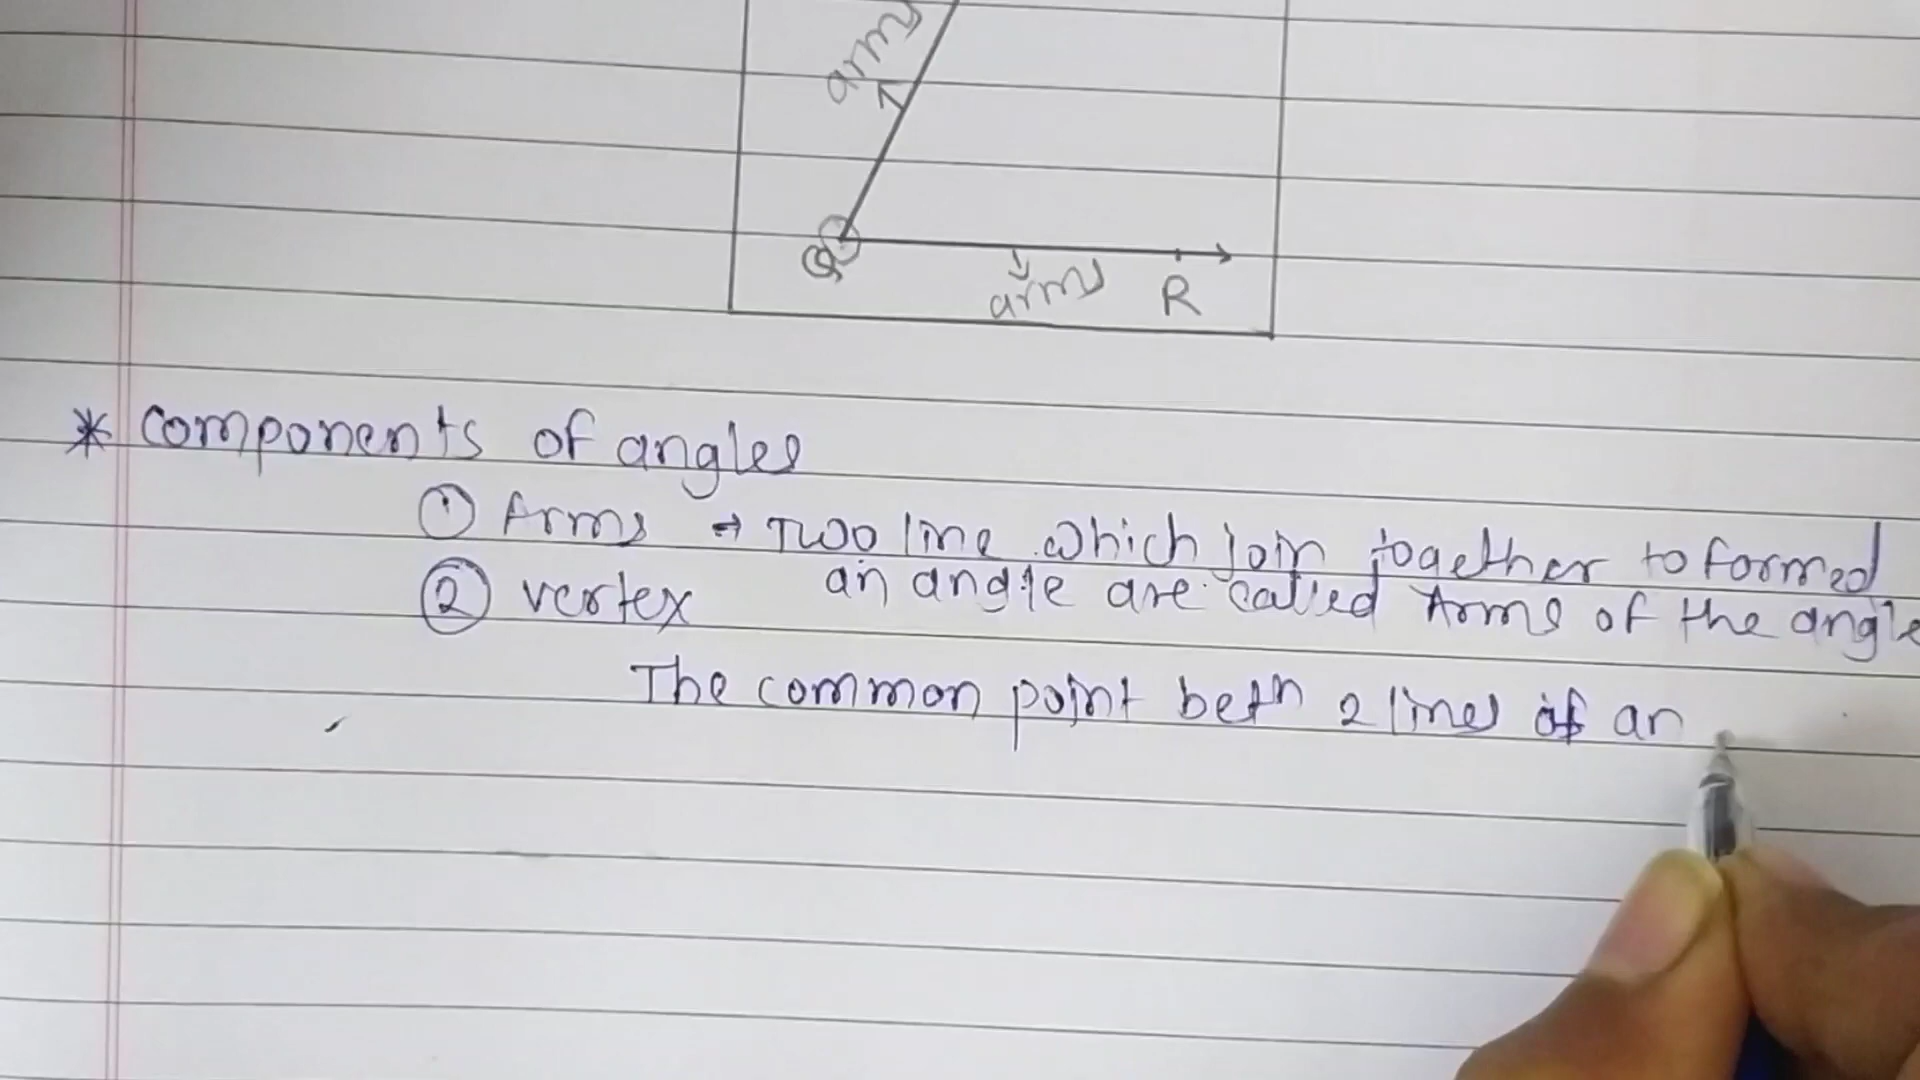 arms
Q
arms
R
* components of angles
① Arms → Two line which join together to formed
an angle are called Arms of the angle
② vertex
The common point betn 2 lines of an